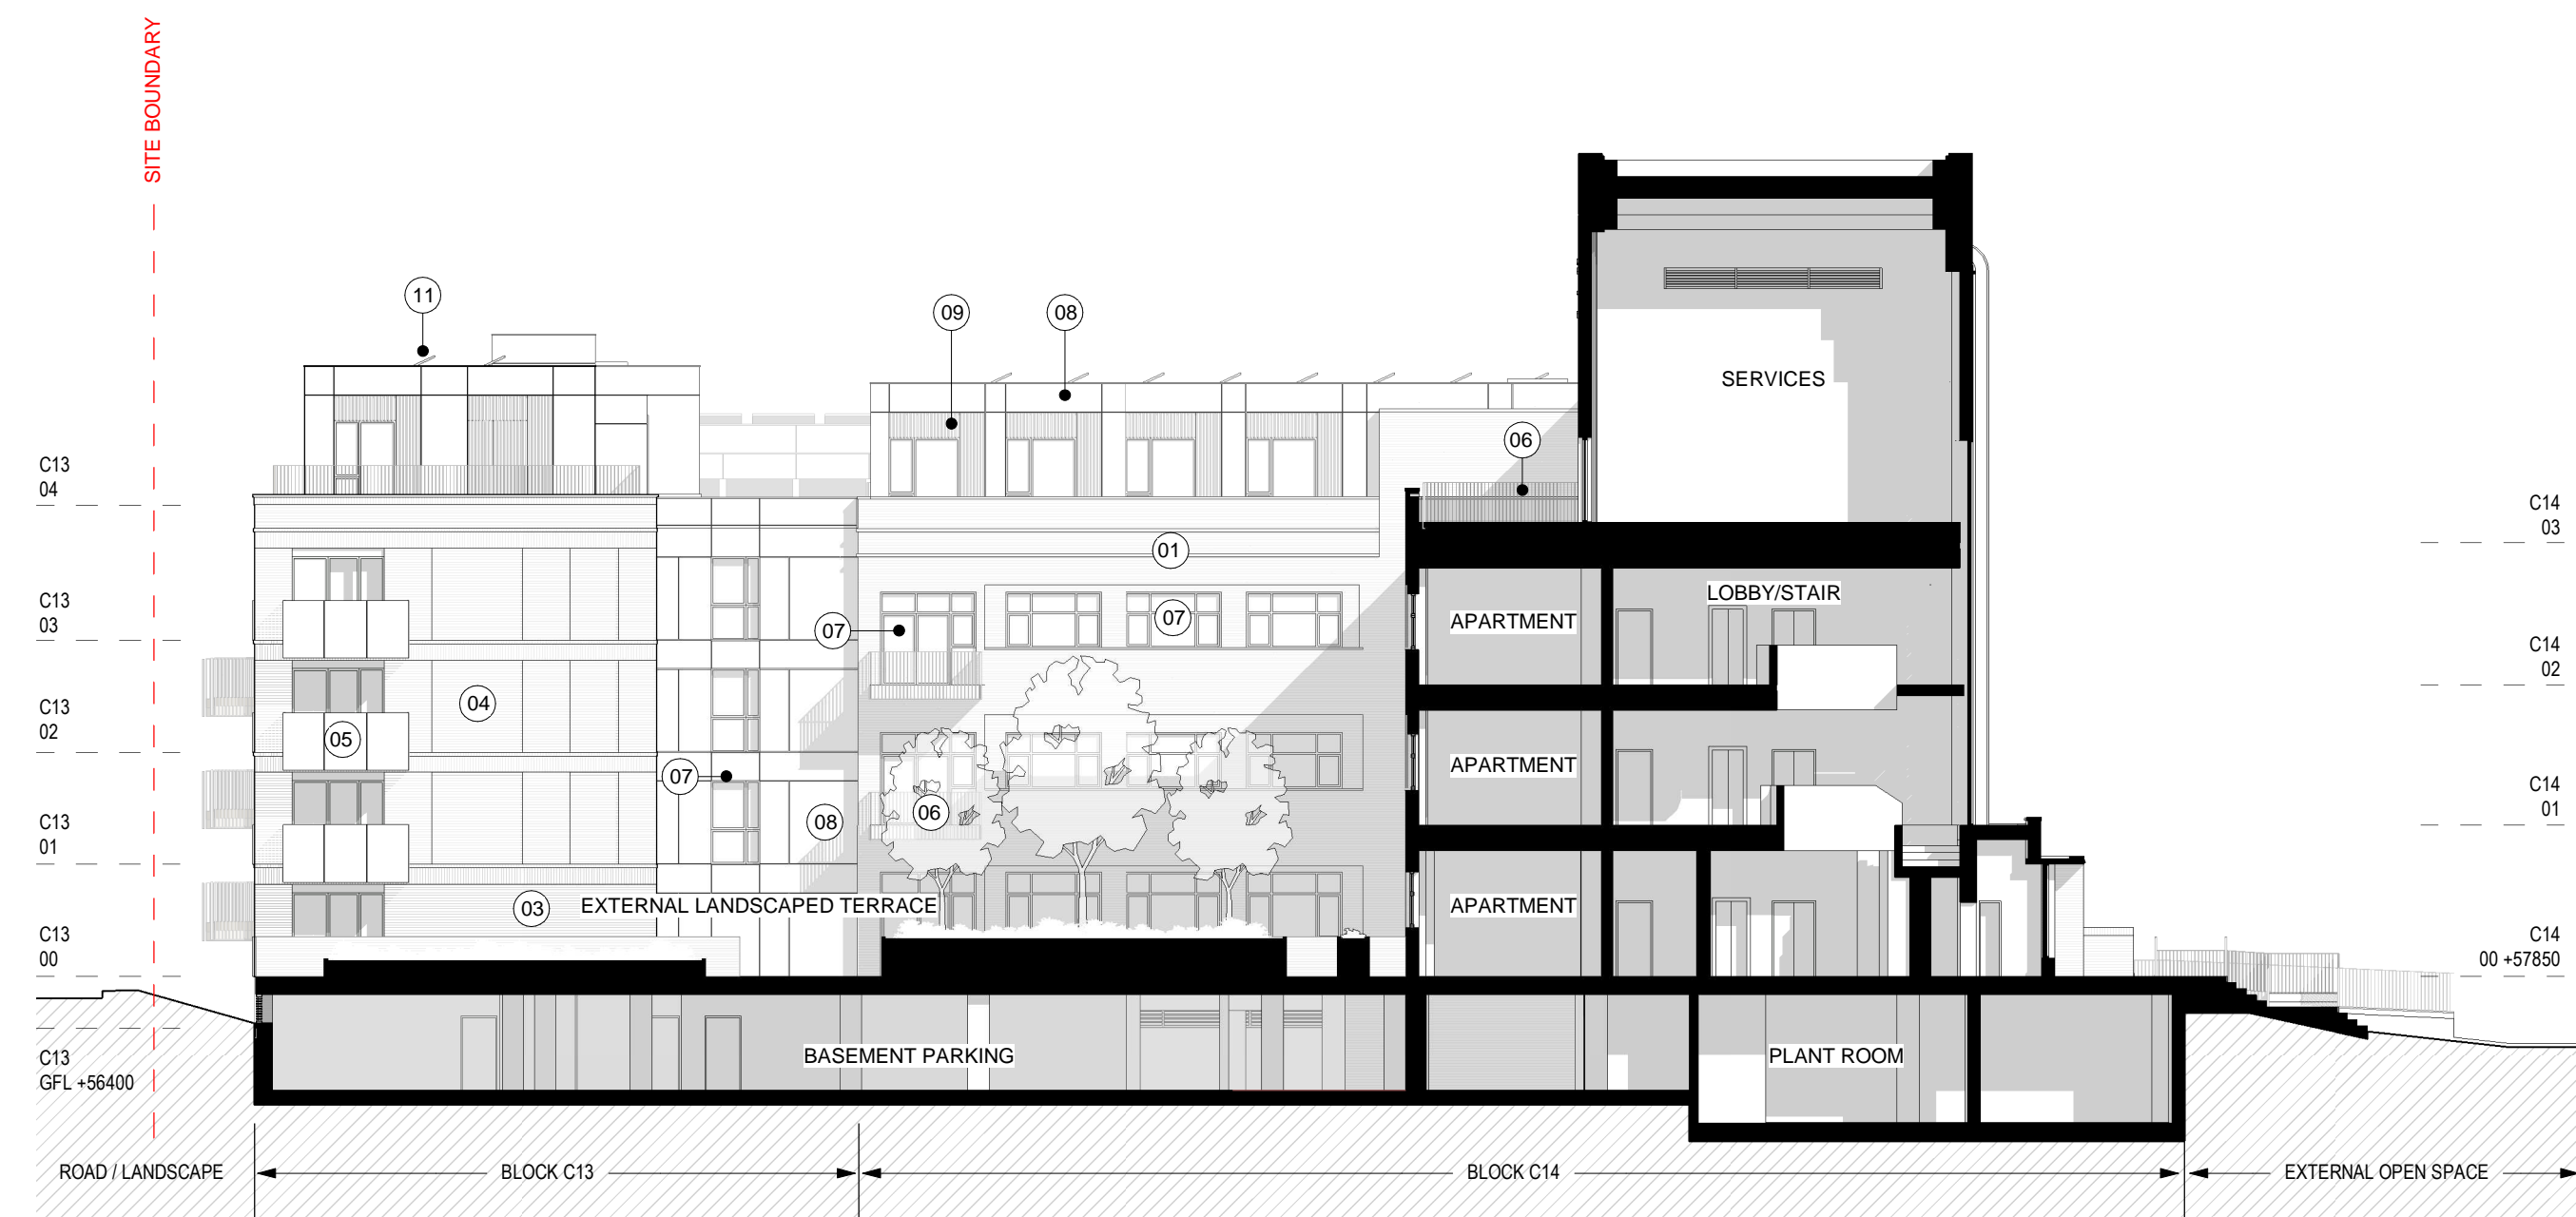 SITE BOUNDARY
11
09
08
SERVICES
06
C13
04
C14
03
01
LOBBY/STAIR
C13
03
07
07
APARTMENT
C14
02
04
C13
02
05
07
APARTMENT
C14
01
06
08
C13
01
03
EXTERNAL LANDSCAPED TERRACE
APARTMENT
C13
00
C14
00 +57850
C13
GFL +56400
BASEMENT PARKING
PLANT ROOM
ROAD / LANDSCAPE
BLOCK C13
BLOCK C14
EXTERNAL OPEN SPACE